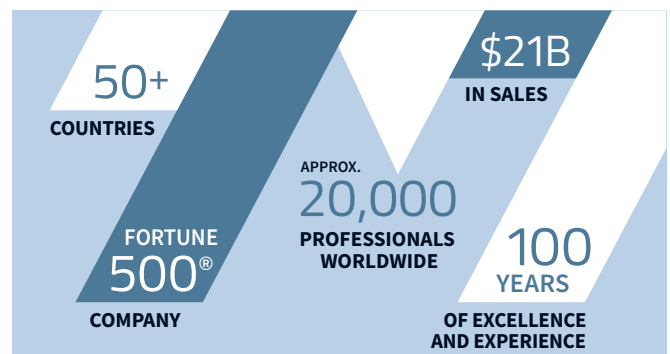 50+
COUNTRIES
FORTUNE
500®
COMPANY
APPROX.
20,000
PROFESSIONALS
WORLDWIDE
$21B
IN SALES
100
YEARS
OF EXCELLENCE
AND EXPERIENCE